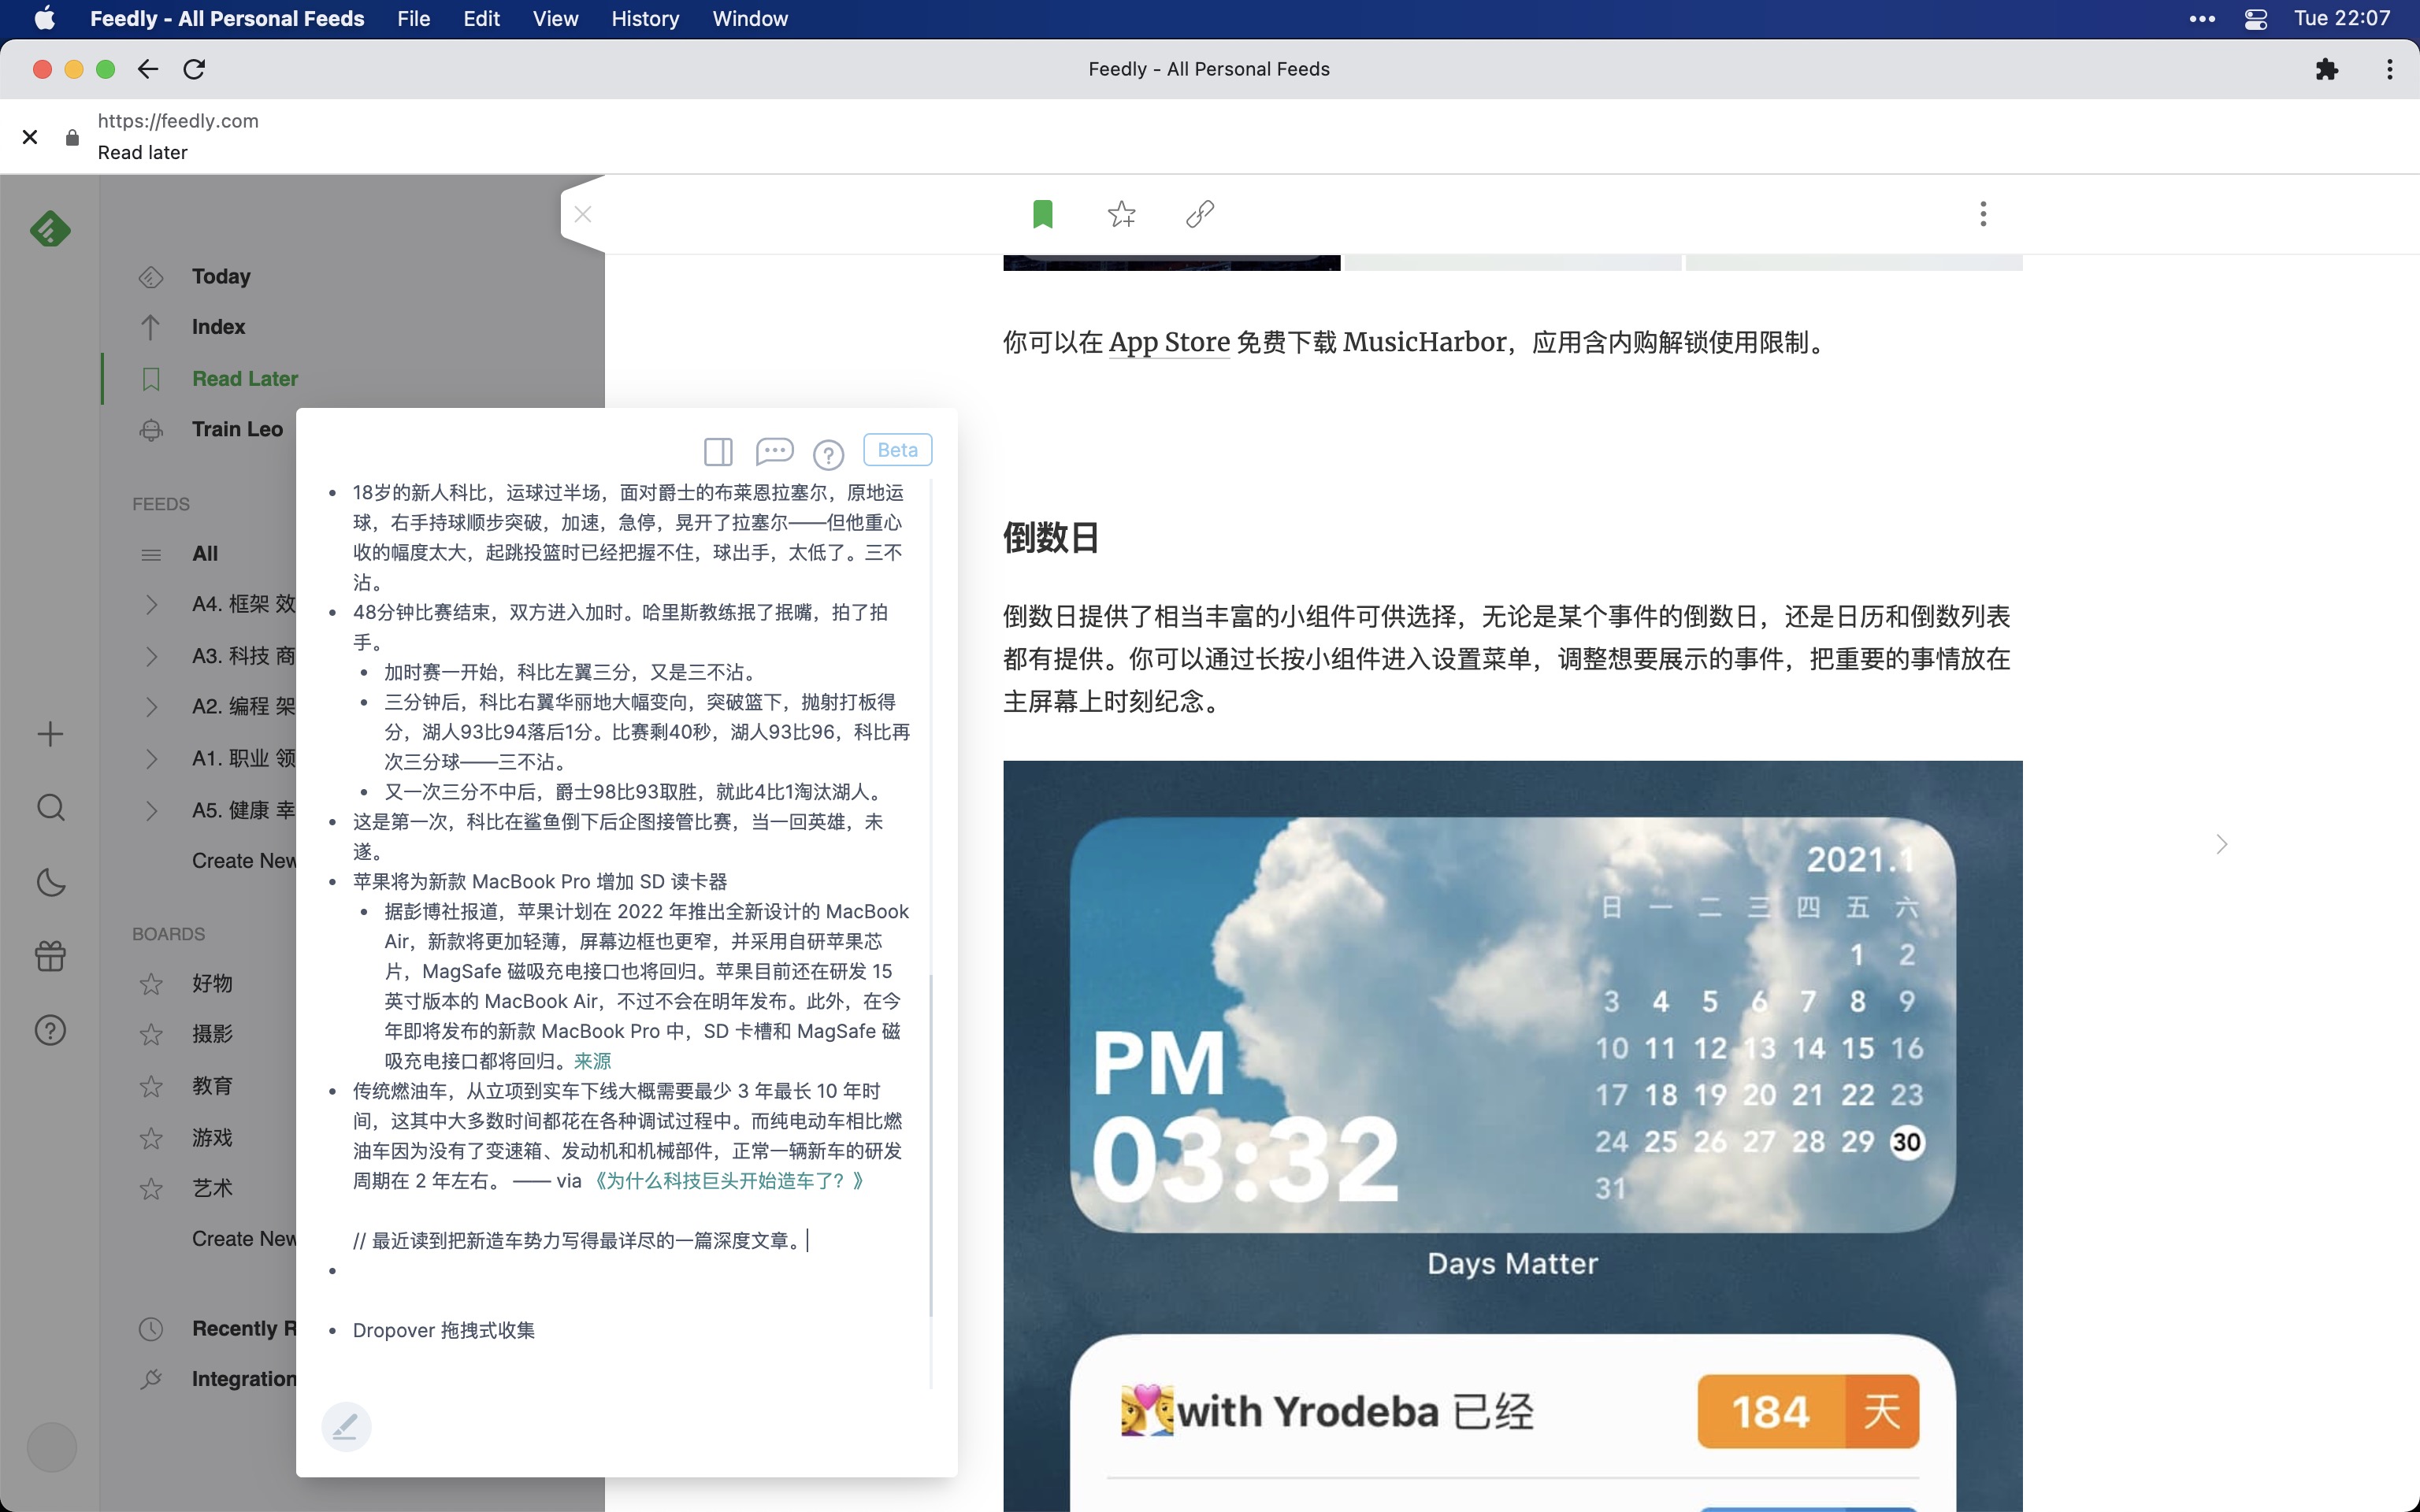 Feedly - All Personal Feeds File Edit View History Window Tue 22:07
Feedly - All Personal Feeds
https://feedly.com
Read later
Today
Index
Read Later
Train Leo
FEEDS
All
A4. 框架 效
A3. 科技 商
A2. 编程 架
A1. 职业 领
A5. 健康 幸
Create New
BOARDS
好物
摄影
教育
游戏
艺术
Create New
Recently R
Integration
Beta
18岁的新人科比，运球过半场，面对爵士的布莱恩拉塞尔，原地运
球，右手持球顺步突破，加速，急停，晃开了拉塞尔——但他重心
收的幅度太大，起跳投篮时已经把握不住，球出手，太低了。三不
沾。
48分钟比赛结束，双方进入加时。哈里斯教练抿了抿嘴，拍了拍
手。
加时赛一开始，科比左翼三分，又是三不沾。
三分钟后，科比右翼华丽地大幅变向，突破篮下，抛射打板得
分，湖人93比94落后1分。比赛剩40秒，湖人93比96，科比再
次三分球——三不沾。
又一次三分不中后，爵士98比93取胜，就此4比1淘汰湖人。
这是第一次，科比在鲨鱼倒下后企图接管比赛，当一回英雄，未
遂。
苹果将为新款 MacBook Pro 增加 SD 读卡器
据彭博社报道，苹果计划在 2022 年推出全新设计的 MacBook
Air，新款将更加轻薄，屏幕边框也更窄，并采用自研苹果芯
片，MagSafe 磁吸充电接口也将回归。苹果目前还在研发 15
英寸版本的 MacBook Air，不过不会在明年发布。此外，在今
年即将发布的新款 MacBook Pro 中，SD 卡槽和 MagSafe 磁
吸充电接口都将回归。来源
传统燃油车，从立项到实车下线大概需要最少 3 年最长 10 年时
间，这其中大多数时间都花在各种调试过程中。而纯电动车相比燃
油车因为没有了变速箱、发动机和机械部件，正常一辆新车的研发
周期在 2 年左右。 —— via 《为什么科技巨头开始造车了？》
// 最近读到把新造车势力写得最详尽的一篇深度文章。
Dropover 拖拽式收集
你可以在 App Store 免费下载 MusicHarbor，应用含内购解锁使用限制。
倒数日
倒数日提供了相当丰富的小组件可供选择，无论是某个事件的倒数日，还是日历和倒数列表
都有提供。你可以通过长按小组件进入设置菜单，调整想要展示的事件，把重要的事情放在
主屏幕上时刻纪念。
2021.1
日 一 二 三 四 五 六
1 2
3 4 5 6 7 8 9
10 11 12 13 14 15 16
17 18 19 20 21 22 23
24 25 26 27 28 29 30
31
PM
03:32
Days Matter
with Yrodeba 已经 184 天